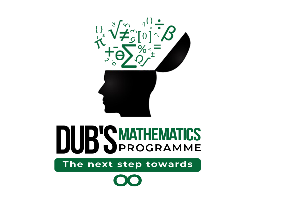 DUB'S MATHEMATICS
PROGRAMME
The next step towards
∞